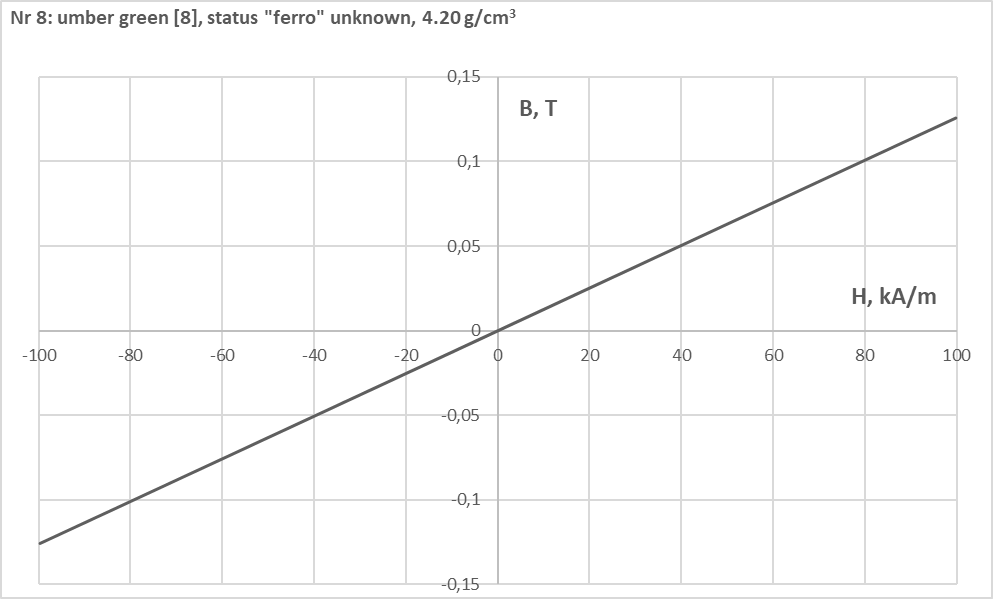 Nr 8: umber green [8], status "ferro" unknown, 4.20 g/cm³
0,15
B, T
0,1
0,05
H, kA/m
0
-100 -80 -60 -40 -20 0 20 40 60 80 100
-0,05
-0,1
-0,15